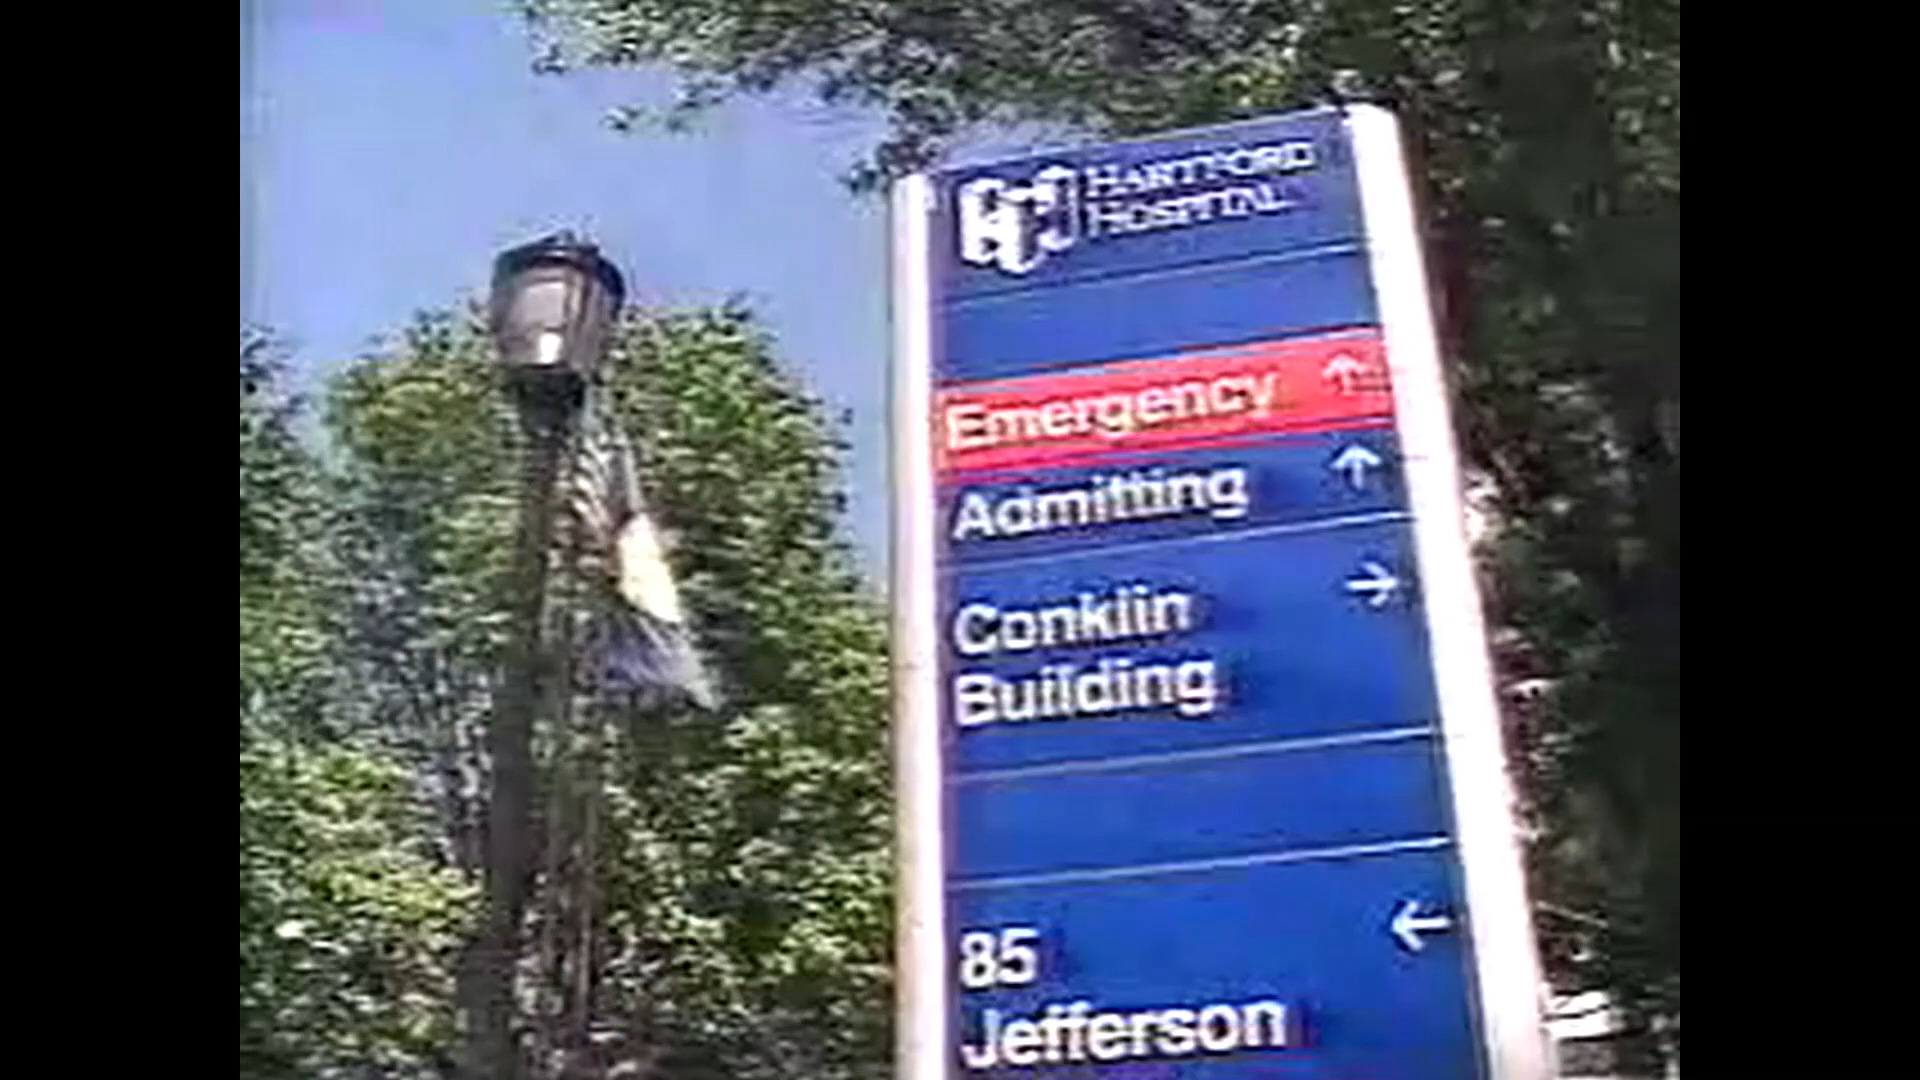 HARTFORD
HOSPITAL
Emergency ↑
Admitting ↑
Conklin →
Building
85 ←
Jefferson